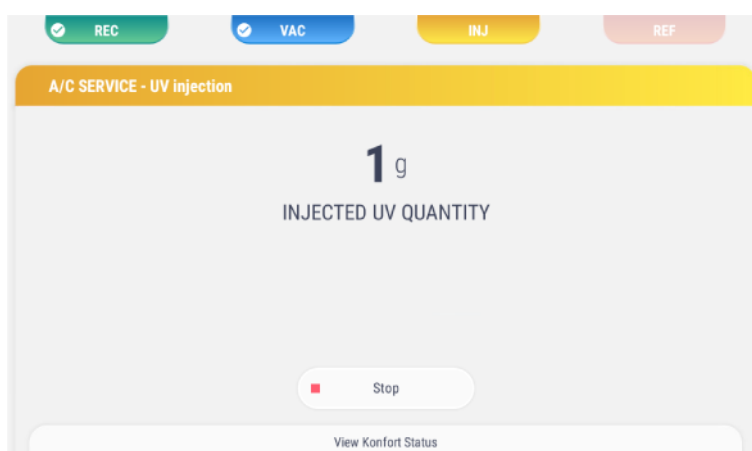 REC VAC INJ REF
A/C SERVICE - UV injection
1 g
INJECTED UV QUANTITY
Stop
View Konfort Status